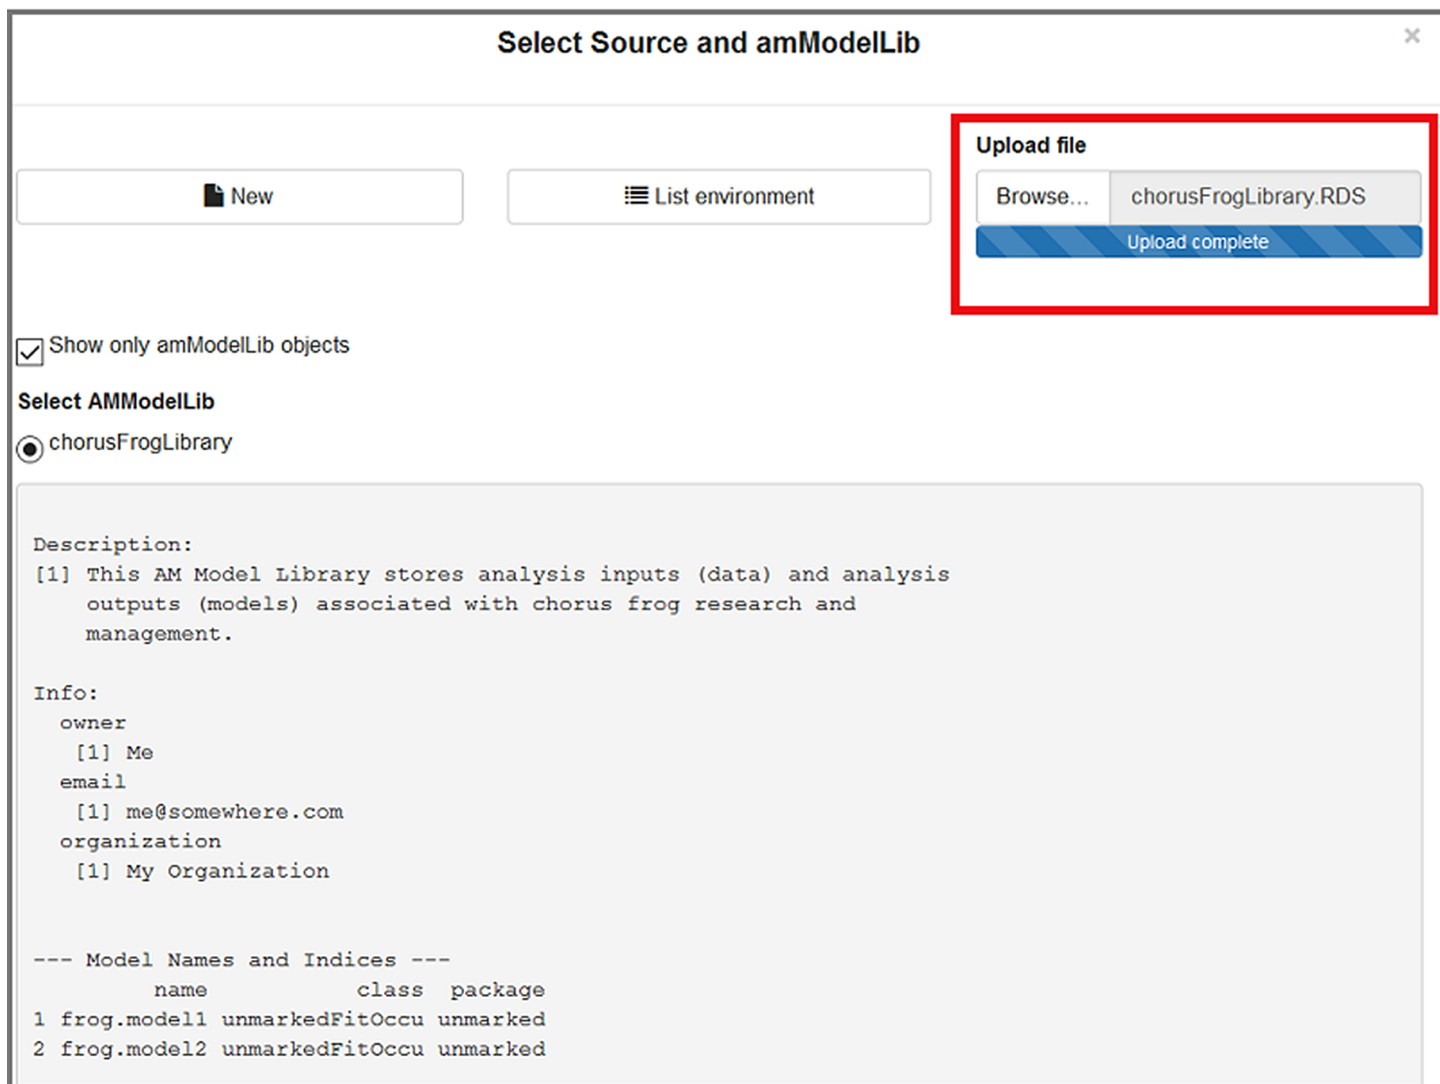 Select Source and amModelLib
×
Upload file
New
List environment
Browse...
chorusFrogLibrary.RDS
Upload complete
Show only amModelLib objects
Select AMModelLib
chorusFrogLibrary
Description:
[1] This AM Model Library stores analysis inputs (data) and analysis
outputs (models) associated with chorus frog research and
management.
Info:
owner
[1] Me
email
[1] me@somewhere.com
organization
[1] My Organization
--- Model Names and Indices ---
name class package
1 frog.model1 unmarkedFitOccu unmarked
2 frog.model2 unmarkedFitOccu unmarked